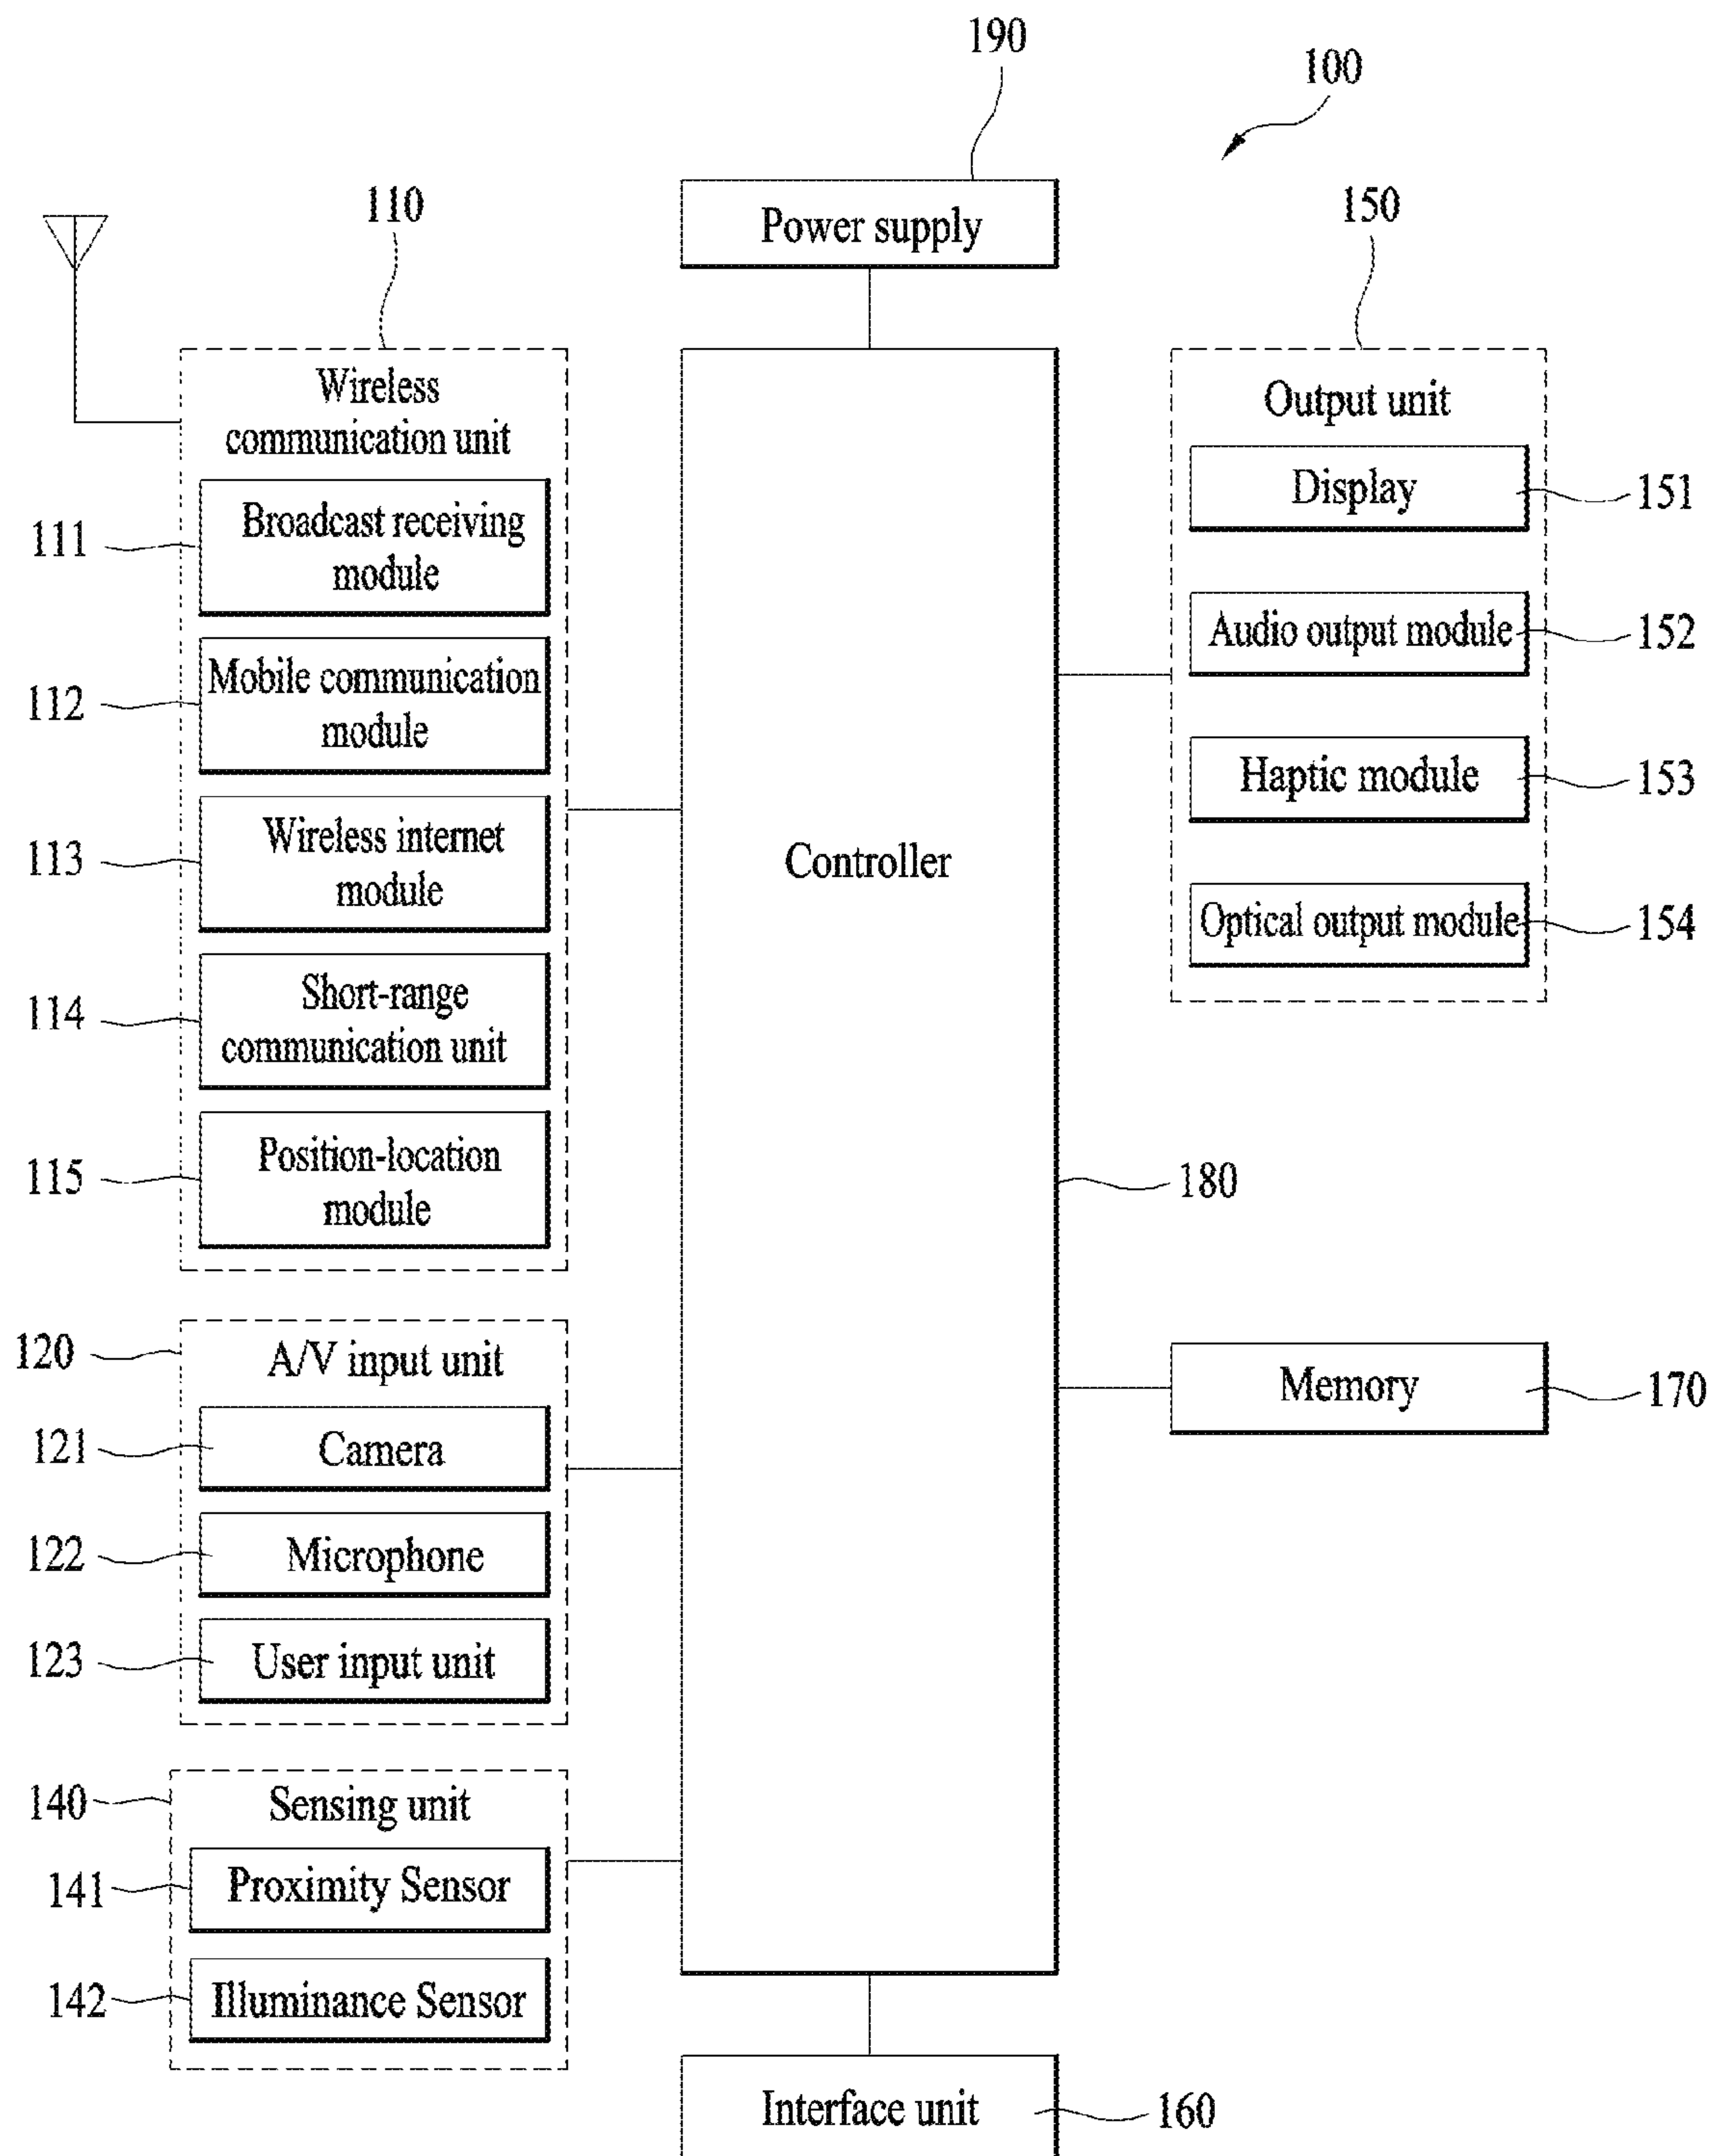 190
100
Power supply
110
150
Wireless
communication unit
Output unit
111
Broadcast receiving
module
Display
151
112
Mobile communication
module
Audio output module
152
113
Wireless internet
module
Haptic module
153
Controller
114
Short-range
communication unit
Optical output module
154
115
Position-location
module
180
120
A/V input unit
Memory
170
121
Camera
122
Microphone
123
User input unit
140
Sensing unit
141
Proximity Sensor
142
Illuminance Sensor
Interface unit
160